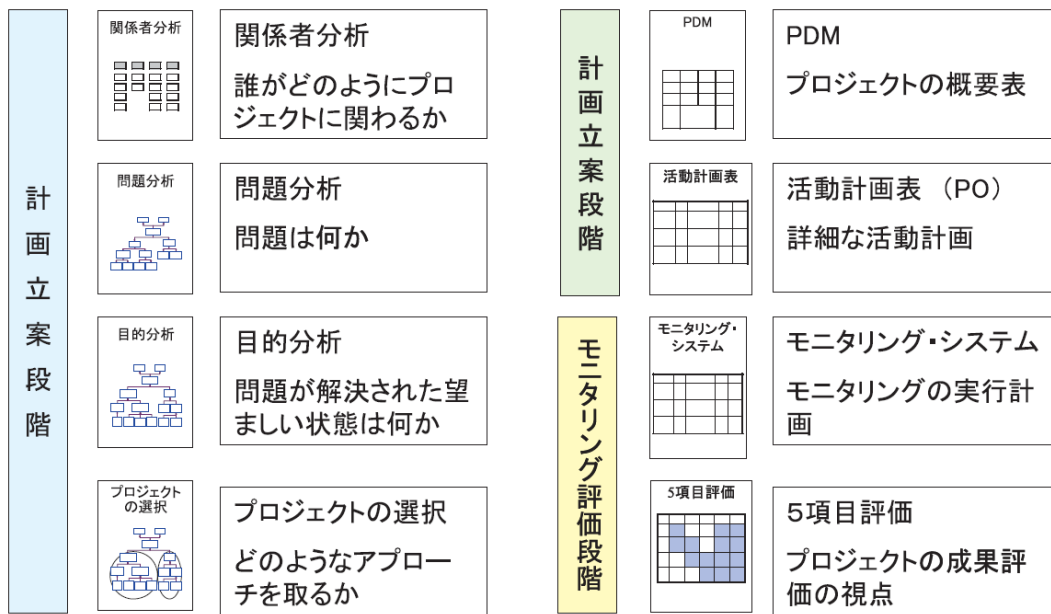 計画立案段階
関係者分析
関係者分析
誰がどのようにプロ
ジェクトに関わるか
問題分析
問題分析
問題は何か
目的分析
目的分析
問題が解決された望
ましい状態は何か
プロジェクト
の選択
プロジェクトの選択
どのようなアプロー
チを取るか
計画立案段階
PDM
PDM
プロジェクトの概要表
活動計画表
活動計画表 （PO）
詳細な活動計画
モニタリング評価段階
モニタリング・
システム
モニタリング・システム
モニタリングの実行計
画
5項目評価
５項目評価
プロジェクトの成果評
価の視点